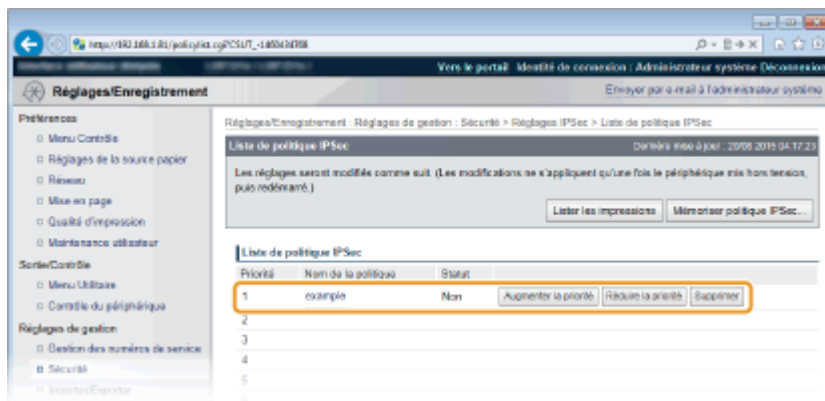 Vers le portail Identité de connexion : Administrateur système Déconnexion
Réglages/Enregistrement
Envoyer par e-mail à l'administrateur système
Préférences
Menu Contrôle
Réglages de la source papier
Réseau
Mise en page
Qualité d'impression
Maintenance utilisateur
Sortie/Contrôle
Menu Utilitaire
Contrôle du périphérique
Réglages de gestion
Gestion des numéros de service
Sécurité
Importer/Exporter
Réglages/Enregistrement : Réglages de gestion : Sécurité > Réglages IPSec > Liste de politique IPSec
Liste de politique IPSec
Dernière mise à jour : 20/08 2015 04:17:23
Les réglages seront modifiés comme suit. (Les modifications ne s'appliquent qu'une fois le périphérique mis hors tension,
puis redémarré.)
Lister les impressions
Mémoriser politique IPSec...
Liste de politique IPSec
Priorité Nom de la politique Statut
1 example Non Augmenter la priorité Réduire la priorité Supprimer
2
3
4
5
6